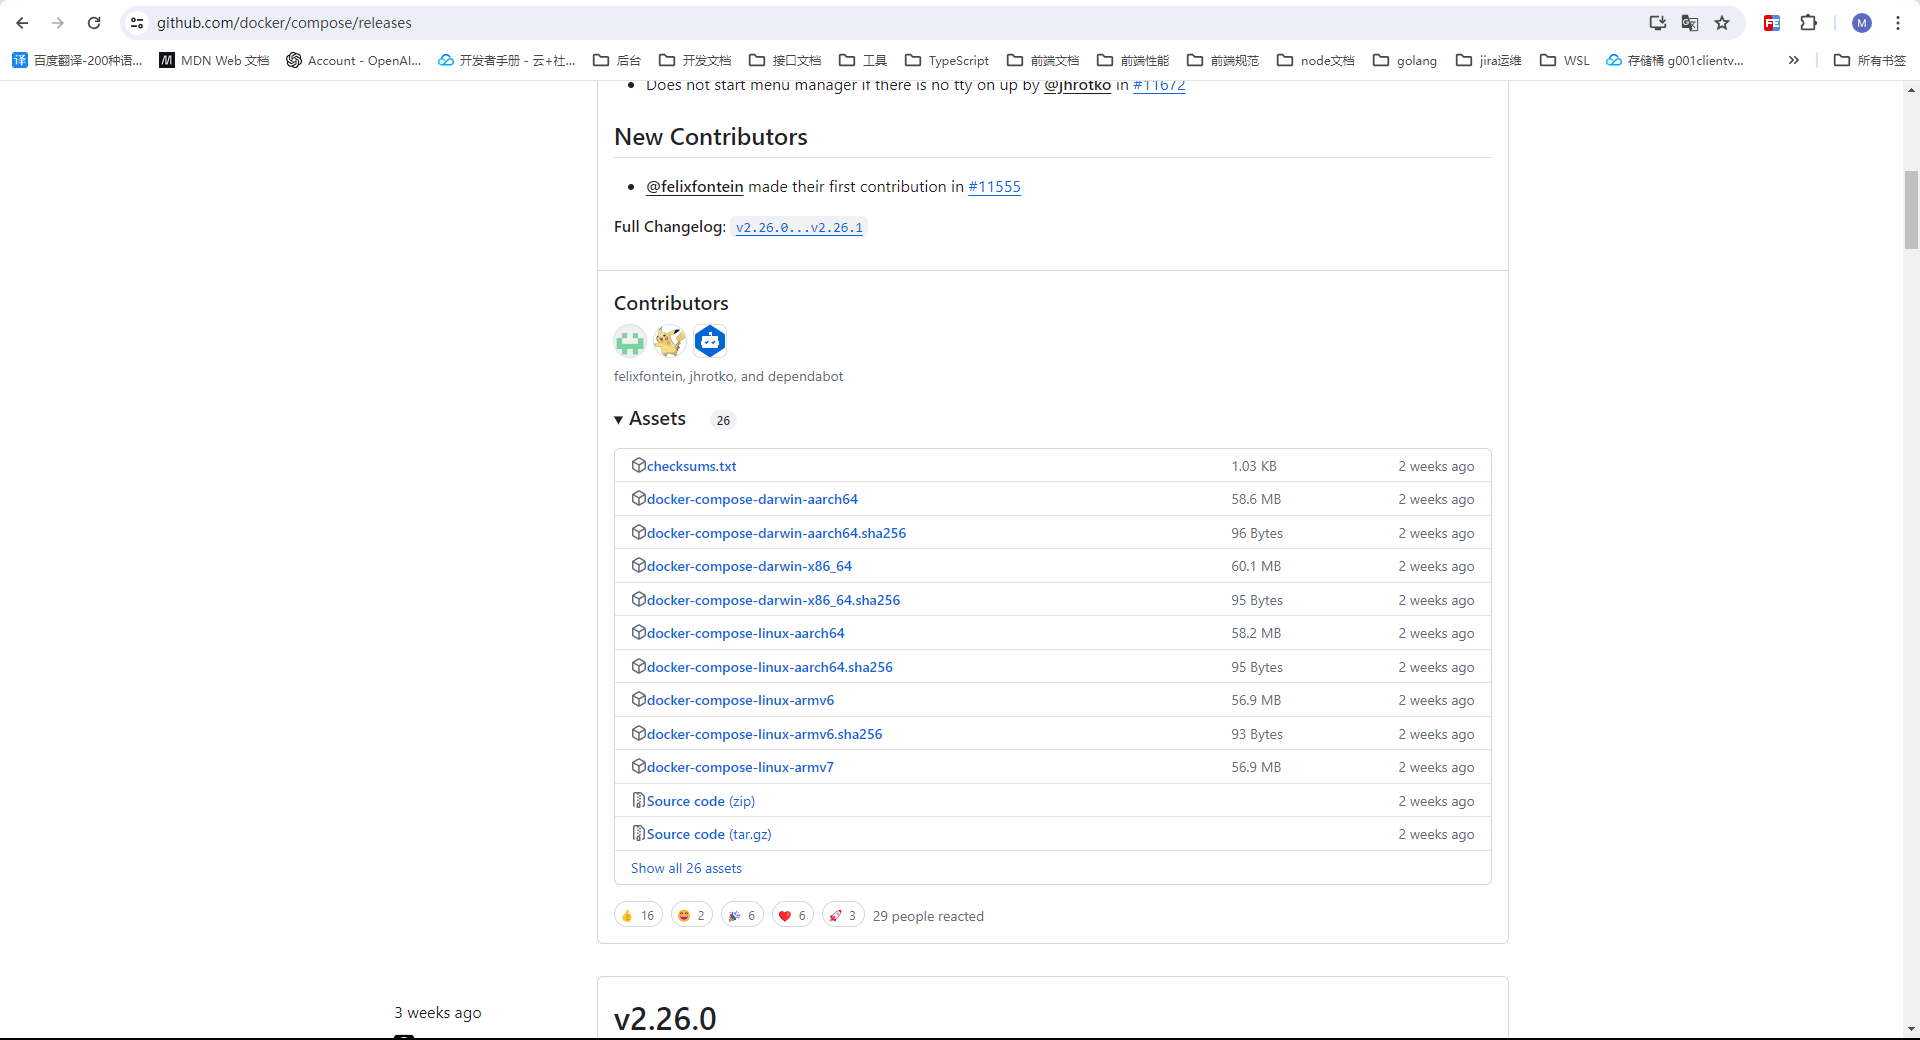 github.com/docker/compose/releases
M
百度翻译-200种语...
MDN Web 文档
Account - OpenAI...
开发者手册 - 云+社...
后台
开发文档
接口文档
工具
TypeScript
前端文档
前端性能
前端规范
node文档
golang
jira运维
WSL
存储桶 g001clientv...
所有书签
Does not start menu manager if there is no tty on up by @jhrotko in #11672
New Contributors
@felixfontein made their first contribution in #11555
Full Changelog: v2.26.0...v2.26.1
Contributors
felixfontein, jhrotko, and dependabot
Assets 26
checksums.txt 1.03 KB 2 weeks ago
docker-compose-darwin-aarch64 58.6 MB 2 weeks ago
docker-compose-darwin-aarch64.sha256 96 Bytes 2 weeks ago
docker-compose-darwin-x86_64 60.1 MB 2 weeks ago
docker-compose-darwin-x86_64.sha256 95 Bytes 2 weeks ago
docker-compose-linux-aarch64 58.2 MB 2 weeks ago
docker-compose-linux-aarch64.sha256 95 Bytes 2 weeks ago
docker-compose-linux-armv6 56.9 MB 2 weeks ago
docker-compose-linux-armv6.sha256 93 Bytes 2 weeks ago
docker-compose-linux-armv7 56.9 MB 2 weeks ago
Source code (zip) 2 weeks ago
Source code (tar.gz) 2 weeks ago
Show all 26 assets
👍 16 😄 2 🎉 6 ❤️ 6 🚀 3 29 people reacted
3 weeks ago
v2.26.0